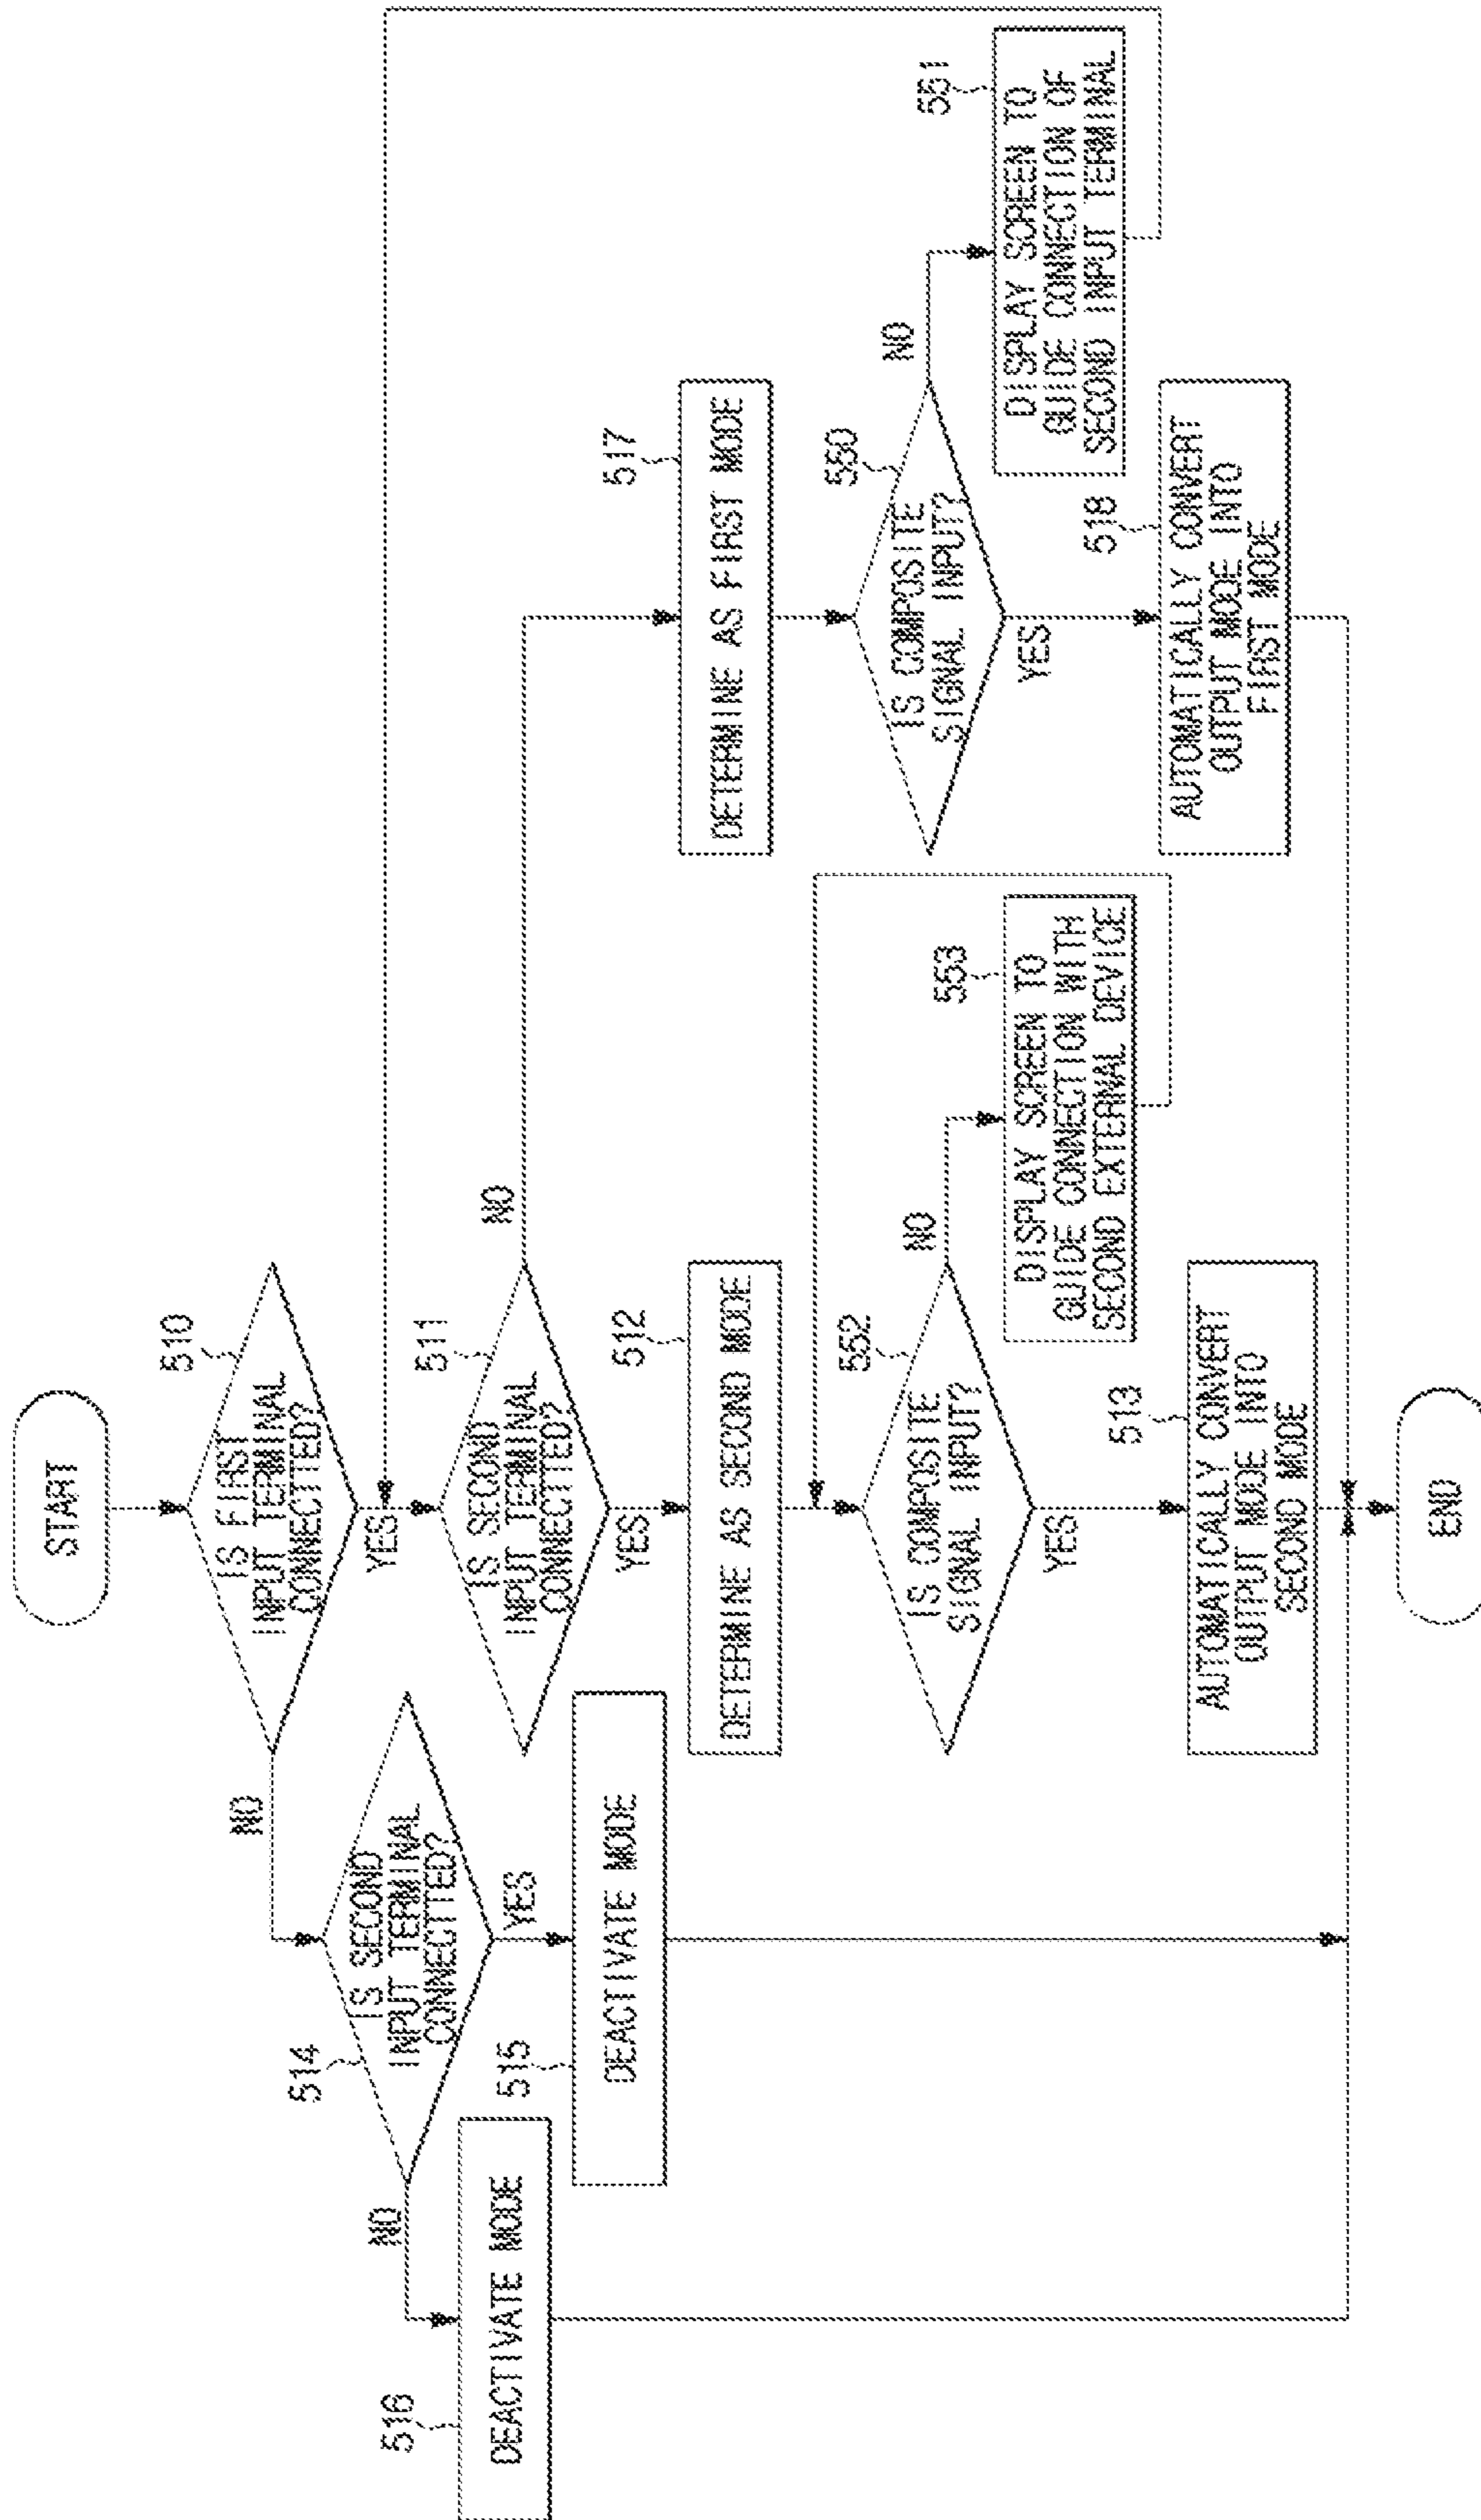 START
510
IS FIRST
INPUT TERMINAL
CONNECTED?
NO
YES
514
IS SECOND
INPUT TERMINAL
CONNECTED?
NO
YES
516
DEACTIVATE MODE
515
DEACTIVATE MODE
511
IS SECOND
INPUT TERMINAL
CONNECTED?
NO
YES
512
DETERMINE AS SECOND MODE
552
IS COMPOSITE
SIGNAL INPUT?
NO
YES
553
DISPLAY SCREEN TO
GUIDE CONNECTION WITH
SECOND EXTERNAL DEVICE
513
AUTOMATICALLY CONVERT
OUTPUT MODE INTO
SECOND MODE
517
DETERMINE AS FIRST MODE
550
IS COMPOSITE
SIGNAL INPUT?
NO
YES
551
DISPLAY SCREEN TO
GUIDE CONNECTION OF
SECOND INPUT TERMINAL
518
AUTOMATICALLY CONVERT
OUTPUT MODE INTO
FIRST MODE
END